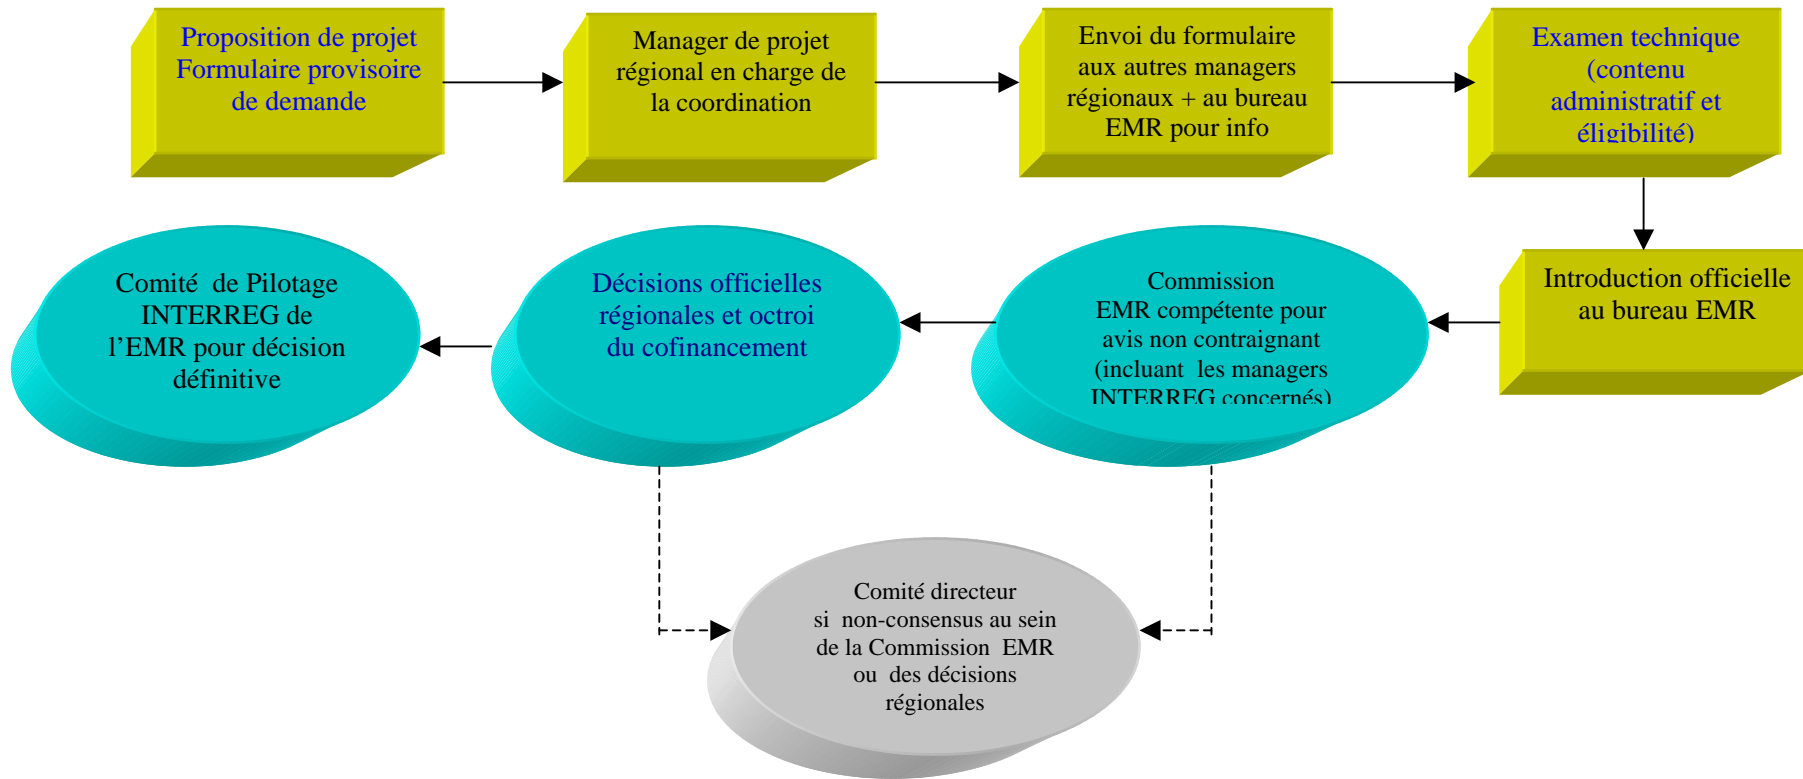 Proposition de projet
Formulaire provisoire
de demande
Manager de projet
régional en charge de
la coordination
Envoi du formulaire
aux autres managers
régionaux + au bureau
EMR pour info
Examen technique
(contenu
administratif et
éligibilité)
Introduction officielle
au bureau EMR
Commission
EMR compétente pour
avis non contraignant
(incluant les managers
INTERREG concernés)
Décisions officielles
régionales et octroi
du cofinancement
Comité de Pilotage
INTERREG de
l'EMR pour décision
définitive
Comité directeur
si non-consensus au sein
de la Commission EMR
ou des décisions
régionales